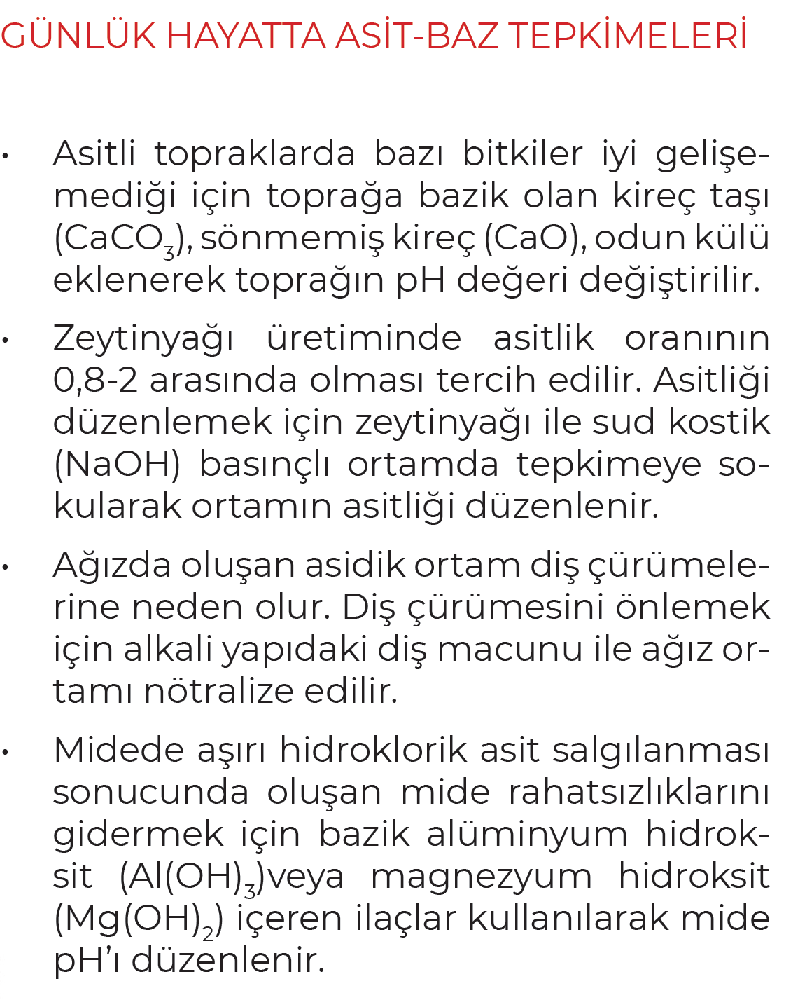 GÜNLÜK HAYATTA ASİT-BAZ TEPKİMELERİ
• Asitli topraklarda bazı bitkiler iyi gelişe-
mediği için toprağa bazik olan kireç taşı
(CaCO₃), sönmemiş kireç (CaO), odun külü
eklenerek toprağın pH değeri değiştirilir.
• Zeytinyağı üretiminde asitlik oranının
0,8-2 arasında olması tercih edilir. Asitliği
düzenlemek için zeytinyağı ile sud kostik
(NaOH) basınçlı ortamda tepkimeye so-
kularak ortamın asitliği düzenlenir.
• Ağızda oluşan asidik ortam diş çürümele-
rine neden olur. Diş çürümesini önlemek
için alkali yapıdaki diş macunu ile ağız or-
tamı nötralize edilir.
• Midede aşırı hidroklorik asit salgılanması
sonucunda oluşan mide rahatsızlıklarını
gidermek için bazik alüminyum hidrok-
sit (Al(OH)₃)veya magnezyum hidroksit
(Mg(OH)₂) içeren ilaçlar kullanılarak mide
pH’ı düzenlenir.